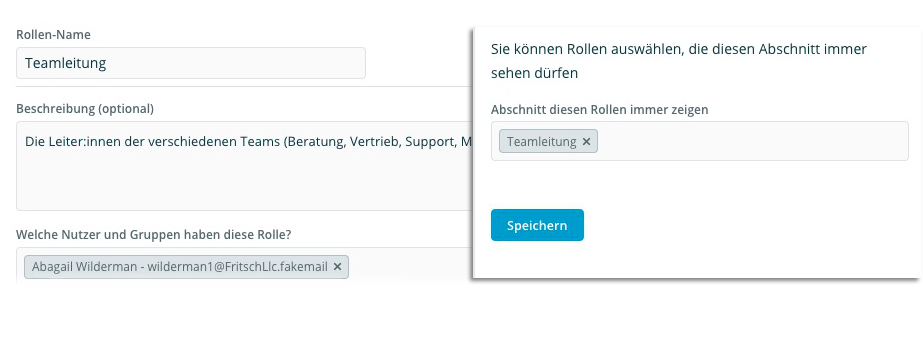 Rollen-Name
Teamleitung
Beschreibung (optional)
Die Leiter:innen der verschiedenen Teams (Beratung, Vertrieb, Support, M
Welche Nutzer und Gruppen haben diese Rolle?
Abagail Wilderman - wilderman1@FritschLlc.fakemail ×
Sie können Rollen auswählen, die diesen Abschnitt immer
sehen dürfen
Abschnitt diesen Rollen immer zeigen
Teamleitung ×
Speichern